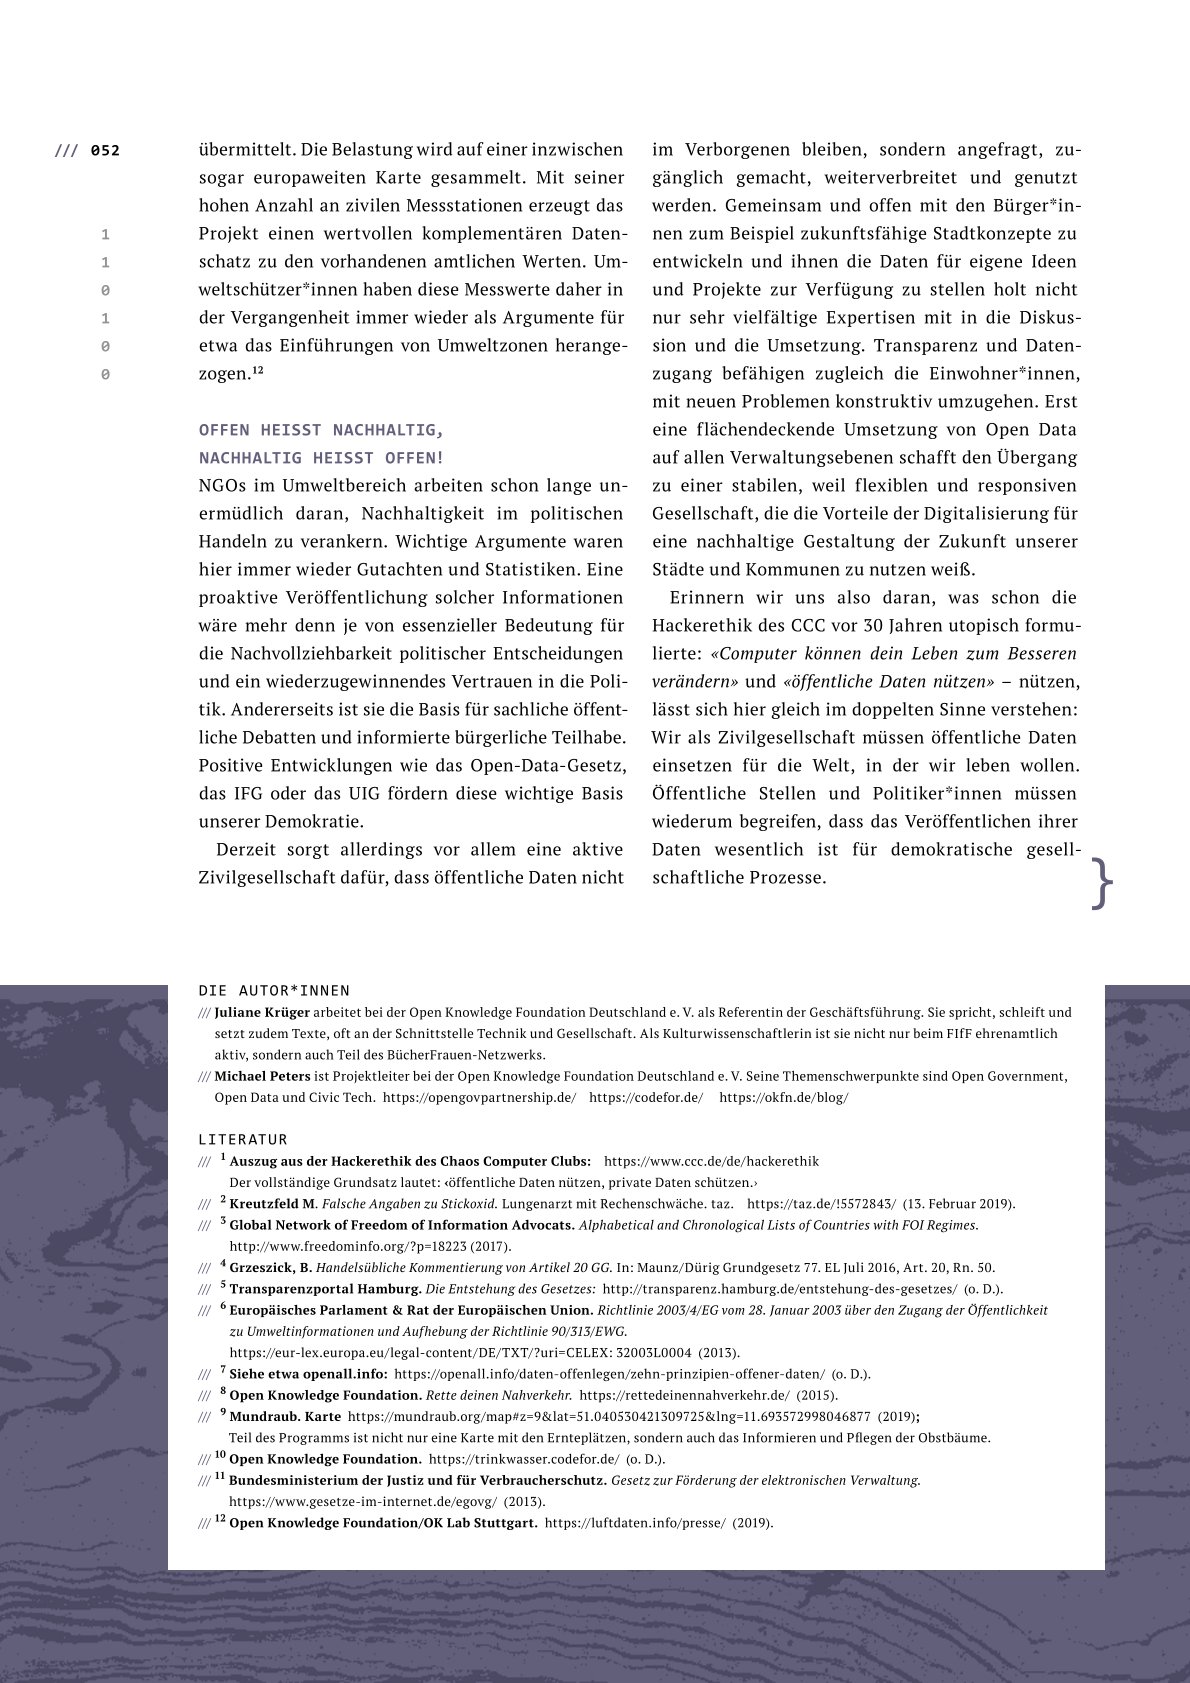 /// 052
1
1
0
1
0
0
übermittelt. Die Belastung wird auf einer inzwischen
sogar europaweiten Karte gesammelt. Mit seiner
hohen Anzahl an zivilen Messstationen erzeugt das
Projekt einen wertvollen komplementären Daten-
schatz zu den vorhandenen amtlichen Werten. Um-
weltschützer*innen haben diese Messwerte daher in
der Vergangenheit immer wieder als Argumente für
etwa das Einführungen von Umweltzonen herange-
zogen.¹²
OFFEN HEISST NACHHALTIG,
NACHHALTIG HEISST OFFEN!
NGOs im Umweltbereich arbeiten schon lange un-
ermüdlich daran, Nachhaltigkeit im politischen
Handeln zu verankern. Wichtige Argumente waren
hier immer wieder Gutachten und Statistiken. Eine
proaktive Veröffentlichung solcher Informationen
wäre mehr denn je von essenzieller Bedeutung für
die Nachvollziehbarkeit politischer Entscheidungen
und ein wiederzugewinnendes Vertrauen in die Poli-
tik. Andererseits ist sie die Basis für sachliche öffent-
liche Debatten und informierte bürgerliche Teilhabe.
Positive Entwicklungen wie das Open-Data-Gesetz,
das IFG oder das UIG fördern diese wichtige Basis
unserer Demokratie.
Derzeit sorgt allerdings vor allem eine aktive
Zivilgesellschaft dafür, dass öffentliche Daten nicht
im Verborgenen bleiben, sondern angefragt, zu-
gänglich gemacht, weiterverbreitet und genutzt
werden. Gemeinsam und offen mit den Bürger*in-
nen zum Beispiel zukunftsfähige Stadtkonzepte zu
entwickeln und ihnen die Daten für eigene Ideen
und Projekte zur Verfügung zu stellen holt nicht
nur sehr vielfältige Expertisen mit in die Diskus-
sion und die Umsetzung. Transparenz und Daten-
zugang befähigen zugleich die Einwohner*innen,
mit neuen Problemen konstruktiv umzugehen. Erst
eine flächendeckende Umsetzung von Open Data
auf allen Verwaltungsebenen schafft den Übergang
zu einer stabilen, weil flexiblen und responsiven
Gesellschaft, die die Vorteile der Digitalisierung für
eine nachhaltige Gestaltung der Zukunft unserer
Städte und Kommunen zu nutzen weiß.
Erinnern wir uns also daran, was schon die
Hackerethik des CCC vor 30 Jahren utopisch formu-
lierte: «Computer können dein Leben zum Besseren
verändern» und «öffentliche Daten nützen» – nützen,
lässt sich hier gleich im doppelten Sinne verstehen:
Wir als Zivilgesellschaft müssen öffentliche Daten
einsetzen für die Welt, in der wir leben wollen.
Öffentliche Stellen und Politiker*innen müssen
wiederum begreifen, dass das Veröffentlichen ihrer
Daten wesentlich ist für demokratische gesell-
schaftliche Prozesse.
}
DIE AUTOR*INNEN
/// Juliane Krüger arbeitet bei der Open Knowledge Foundation Deutschland e. V. als Referentin der Geschäftsführung. Sie spricht, schleift und
setzt zudem Texte, oft an der Schnittstelle Technik und Gesellschaft. Als Kulturwissenschaftlerin ist sie nicht nur beim FIfF ehrenamtlich
aktiv, sondern auch Teil des BücherFrauen-Netzwerks.
/// Michael Peters ist Projektleiter bei der Open Knowledge Foundation Deutschland e. V. Seine Themenschwerpunkte sind Open Government,
Open Data und Civic Tech. https://opengovpartnership.de/ https://codefor.de/ https://okfn.de/blog/
LITERATUR
/// ¹ Auszug aus der Hackerethik des Chaos Computer Clubs: https://www.ccc.de/de/hackerethik
Der vollständige Grundsatz lautet: ‹öffentliche Daten nützen, private Daten schützen.›
/// ² Kreutzfeld M. Falsche Angaben zu Stickoxid. Lungenarzt mit Rechenschwäche. taz. https://taz.de/!5572843/ (13. Februar 2019).
/// ³ Global Network of Freedom of Information Advocats. Alphabetical and Chronological Lists of Countries with FOI Regimes.
http://www.freedominfo.org/?p=18223 (2017).
/// ⁴ Grzeszick, B. Handelsübliche Kommentierung von Artikel 20 GG. In: Maunz/Dürig Grundgesetz 77. EL Juli 2016, Art. 20, Rn. 50.
/// ⁵ Transparenzportal Hamburg. Die Entstehung des Gesetzes: http://transparenz.hamburg.de/entstehung-des-gesetzes/ (o. D.).
/// ⁶ Europäisches Parlament & Rat der Europäischen Union. Richtlinie 2003/4/EG vom 28. Januar 2003 über den Zugang der Öffentlichkeit
zu Umweltinformationen und Aufhebung der Richtlinie 90/313/EWG.
https://eur-lex.europa.eu/legal-content/DE/TXT/?uri=CELEX: 32003L0004 (2013).
/// ⁷ Siehe etwa openall.info: https://openall.info/daten-offenlegen/zehn-prinzipien-offener-daten/ (o. D.).
/// ⁸ Open Knowledge Foundation. Rette deinen Nahverkehr. https://rettedeinennahverkehr.de/ (2015).
/// ⁹ Mundraub. Karte https://mundraub.org/map#z=9&lat=51.040530421309725&lng=11.693572998046877 (2019);
Teil des Programms ist nicht nur eine Karte mit den Ernteplätzen, sondern auch das Informieren und Pflegen der Obstbäume.
/// ¹⁰ Open Knowledge Foundation. https://trinkwasser.codefor.de/ (o. D.).
/// ¹¹ Bundesministerium der Justiz und für Verbraucherschutz. Gesetz zur Förderung der elektronischen Verwaltung.
https://www.gesetze-im-internet.de/egovg/ (2013).
/// ¹² Open Knowledge Foundation/OK Lab Stuttgart. https://luftdaten.info/presse/ (2019).